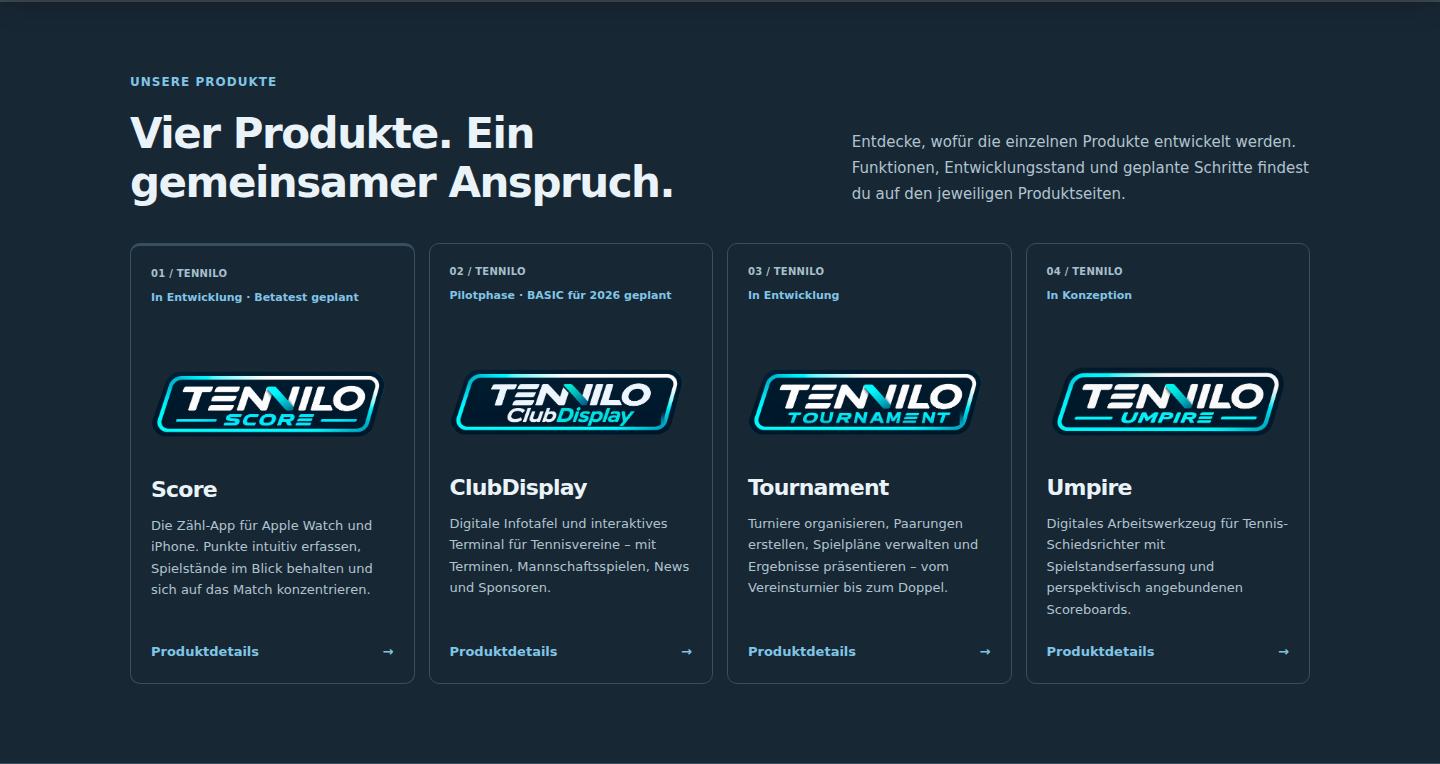 UNSERE PRODUKTE
Vier Produkte. Ein
gemeinsamer Anspruch.
Entdecke, wofür die einzelnen Produkte entwickelt werden.
Funktionen, Entwicklungsstand und geplante Schritte findest
du auf den jeweiligen Produktseiten.
01 / TENNILO
In Entwicklung · Betatest geplant
TENNILO
SCORE
Score
Die Zähl-App für Apple Watch und
iPhone. Punkte intuitiv erfassen,
Spielstände im Blick behalten und
sich auf das Match konzentrieren.
Produktdetails →
02 / TENNILO
Pilotphase · BASIC für 2026 geplant
TENNILO
ClubDisplay
ClubDisplay
Digitale Infotafel und interaktives
Terminal für Tennisvereine – mit
Terminen, Mannschaftsspielen, News
und Sponsoren.
Produktdetails →
03 / TENNILO
In Entwicklung
TENNILO
TOURNAMENT
Tournament
Turniere organisieren, Paarungen
erstellen, Spielpläne verwalten und
Ergebnisse präsentieren – vom
Vereinsturnier bis zum Doppel.
Produktdetails →
04 / TENNILO
In Konzeption
TENNILO
UMPIRE
Umpire
Digitales Arbeitswerkzeug für Tennis-
Schiedsrichter mit
Spielstandserfassung und
perspektivisch angebundenen
Scoreboards.
Produktdetails →